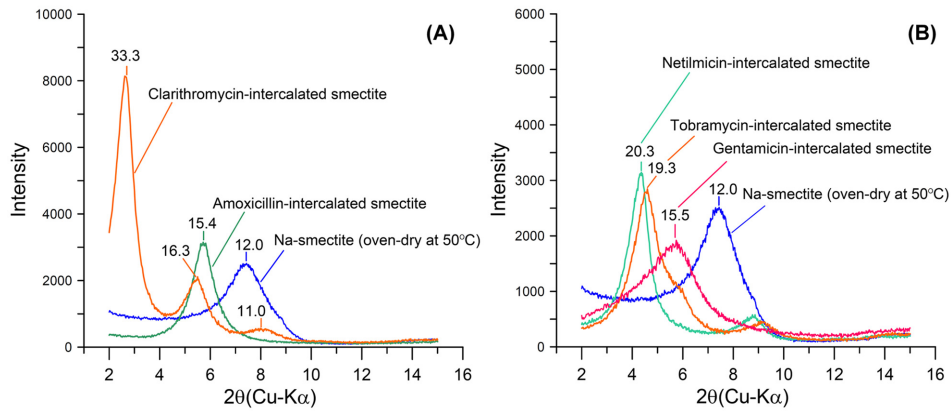 (A)
10000
8000
6000
4000
2000
0
Intensity
33.3
Clarithromycin-intercalated smectite
Amoxicillin-intercalated smectite
15.4
16.3
12.0
Na-smectite (oven-dry at 50°C)
11.0
2 4 6 8 10 12 14 16
2θ(Cu-Kα)
(B)
6000
5000
4000
3000
2000
1000
0
Intensity
Netilmicin-intercalated smectite
Tobramycin-intercalated smectite
20.3
19.3
Gentamicin-intercalated smectite
12.0
Na-smectite (oven-dry at 50°C)
15.5
0 2 4 6 8 10 12 14 16
2θ(Cu-Kα)